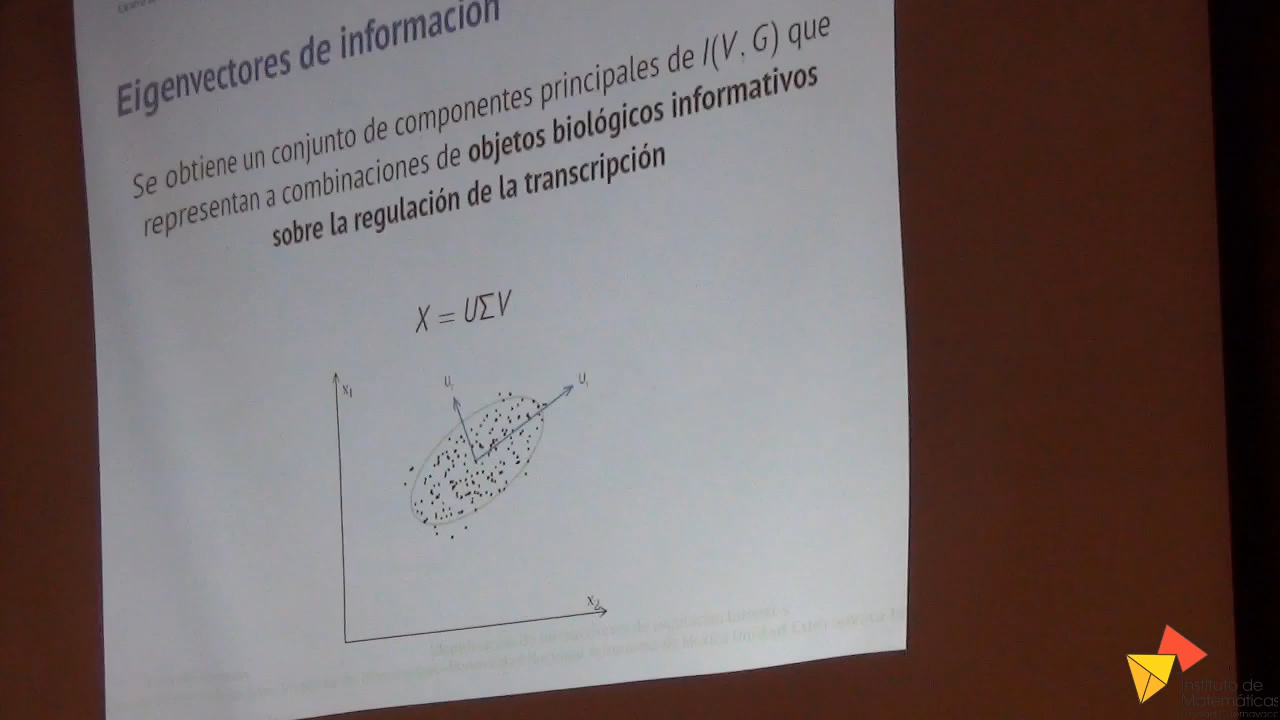 Eigenvectores de información
Se obtiene un conjunto de componentes principales de I(V, G) que
representan a combinaciones de objetos biológicos informativos
sobre la regulación de la transcripción
X = UΣV
x₁
U₁
x₂
Instituto de
Matemáticas